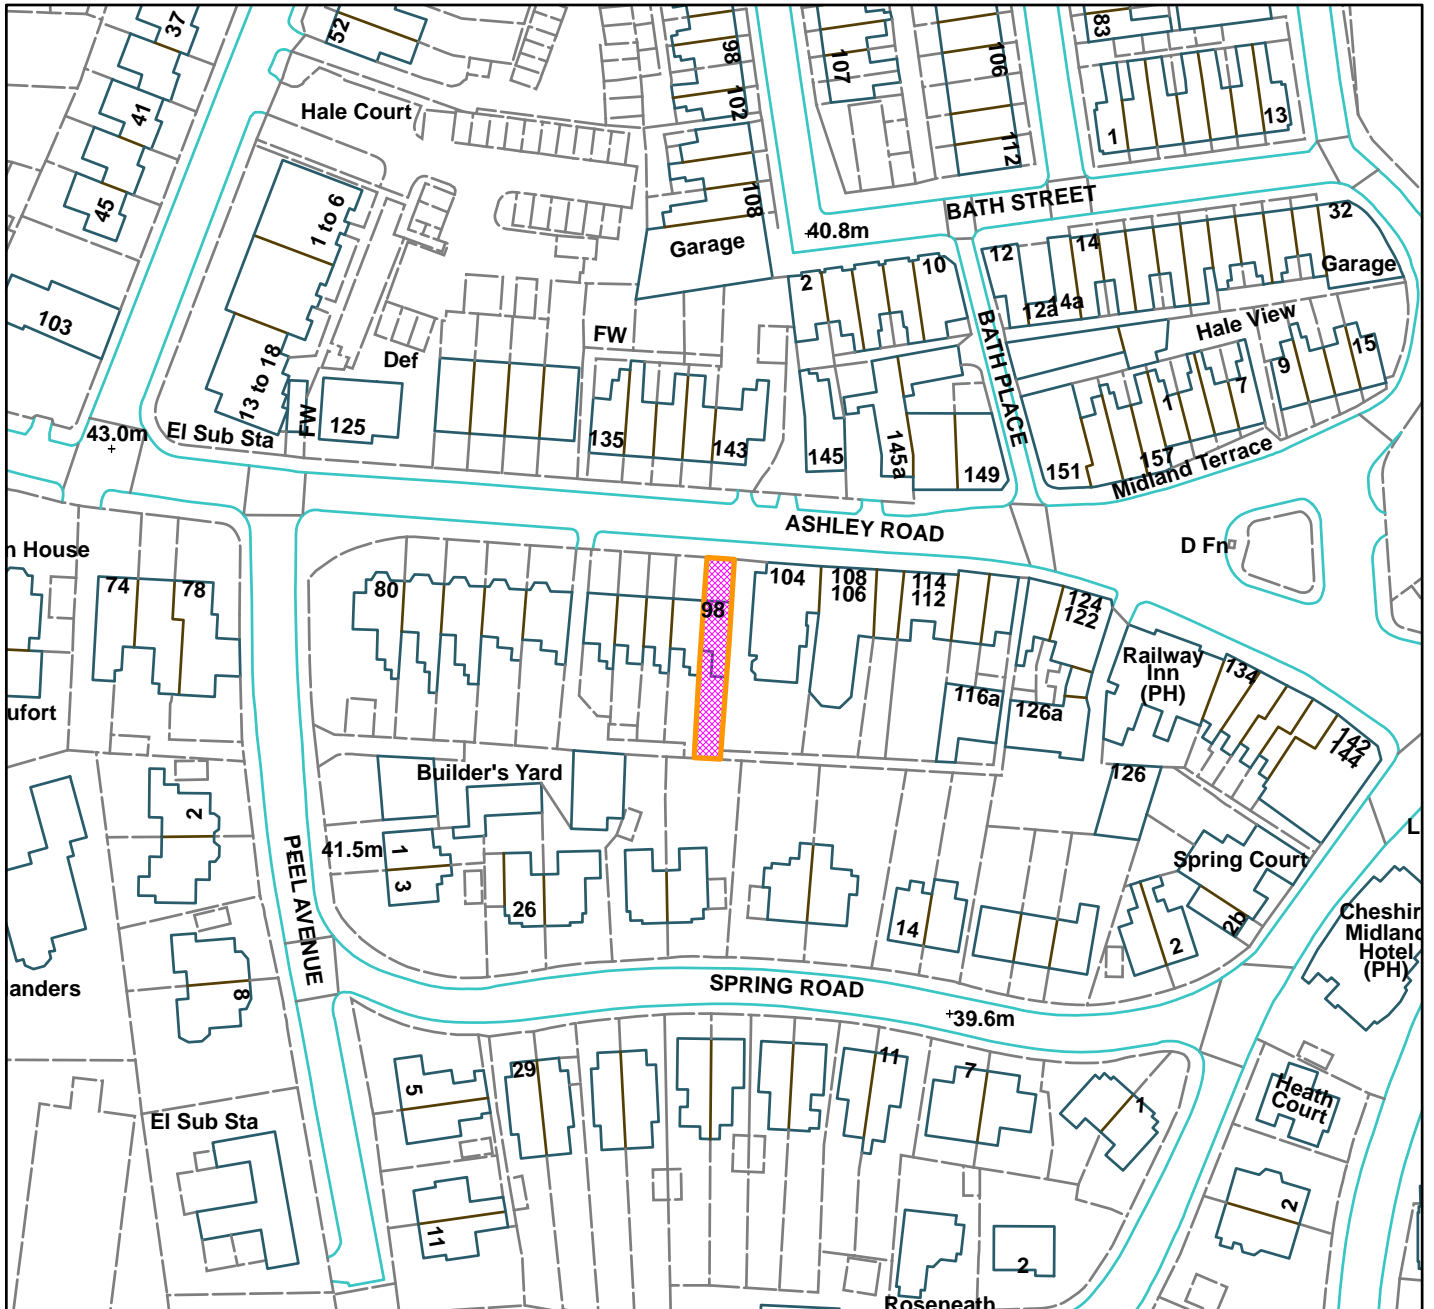 37
52
98
107
106
83
41
Hale Court
102
1
13
112
45
1 to 6
108
BATH STREET
32
Garage
40.8m
12
14
Garage
2
10
103
12a
14a
BATH PLACE
Hale View
FW
Def
15
9
7
1
13 to 18
FW
125
El Sub Sta
43.0m
135
143
145
145a
149
151
157
Midland Terrace
ASHLEY ROAD
D Fn
n House
74
78
80
98
104
108
106
114
112
124
122
Railway
Inn
(PH)
134
ufort
116a
126a
142
144
Builder's Yard
126
2
PEEL AVENUE
41.5m
1
3
26
14
Spring Court
2
2b
L
Cheshir
Midland
Hotel
(PH)
anders
8
SPRING ROAD
39.6m
5
29
11
7
1
Heath
Court
El Sub Sta
11
2
2
Roseneath